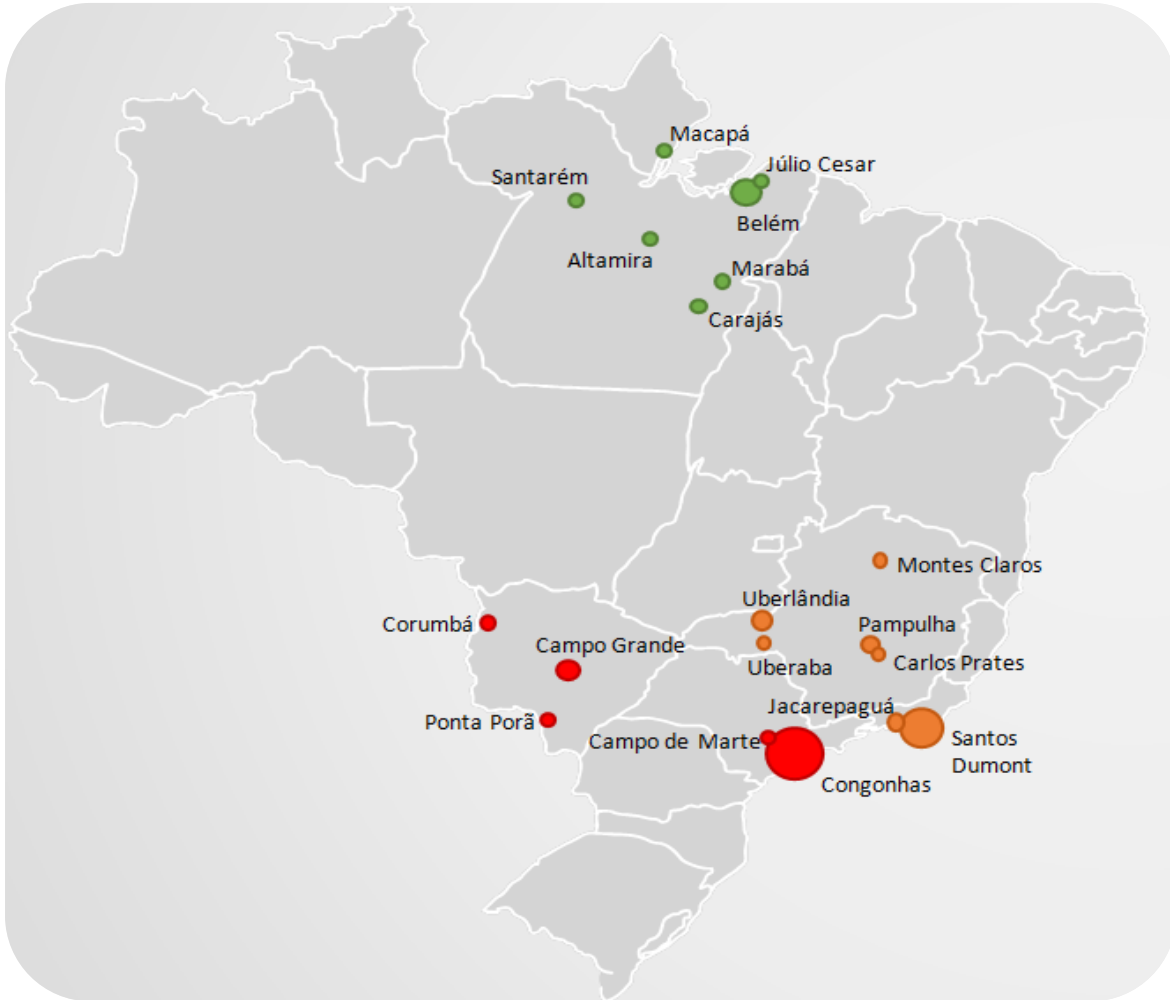 Macapá
Júlio Cesar
Santarém
Belém
Altamira
Marabá
Carajás
Montes Claros
Uberlândia
Corumbá
Pampulha
Campo Grande
Carlos Prates
Uberaba
Jacarepaguá
Ponta Porã
Campo de Marte
Santos
Dumont
Congonhas